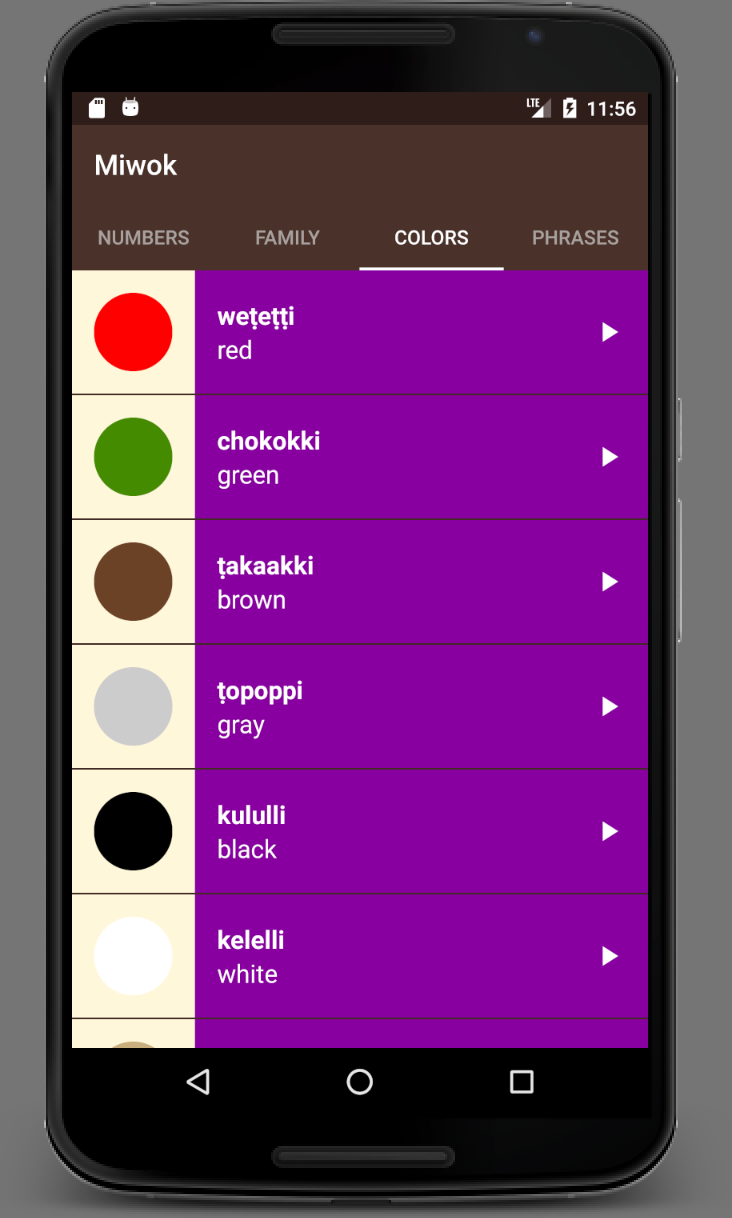 LTE 11:56
Miwok
NUMBERS FAMILY COLORS PHRASES
weṭeṭṭi
red
chokokki
green
ṭakaakki
brown
ṭopoppi
gray
kululli
black
kelelli
white